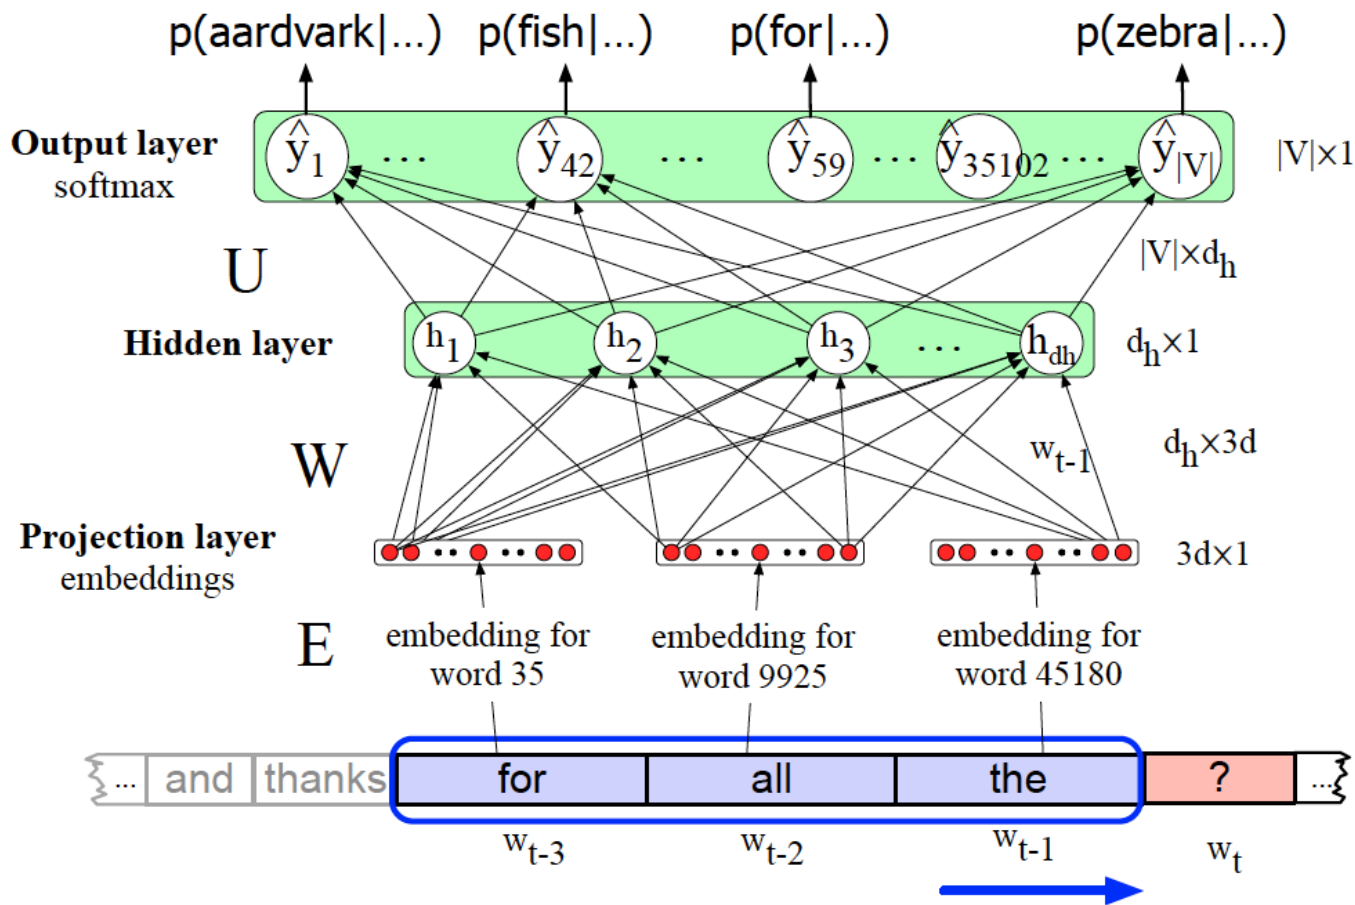 p(aardvark|...) p(fish|...) p(for|...) p(zebra|...)
Output layer
softmax
ŷ1 ... ŷ42 ... ŷ59 ... ŷ35102 ... ŷ|V|
|V|×1
U
|V|×dh
Hidden layer
h1 h2 h3 ... hdh
dh×1
W
wt-1
dh×3d
Projection layer
embeddings
.. .. .. .. .. ..
3d×1
E
embedding for
word 35
embedding for
word 9925
embedding for
word 45180
... and thanks for all the ? ...
wt-3 wt-2 wt-1 wt